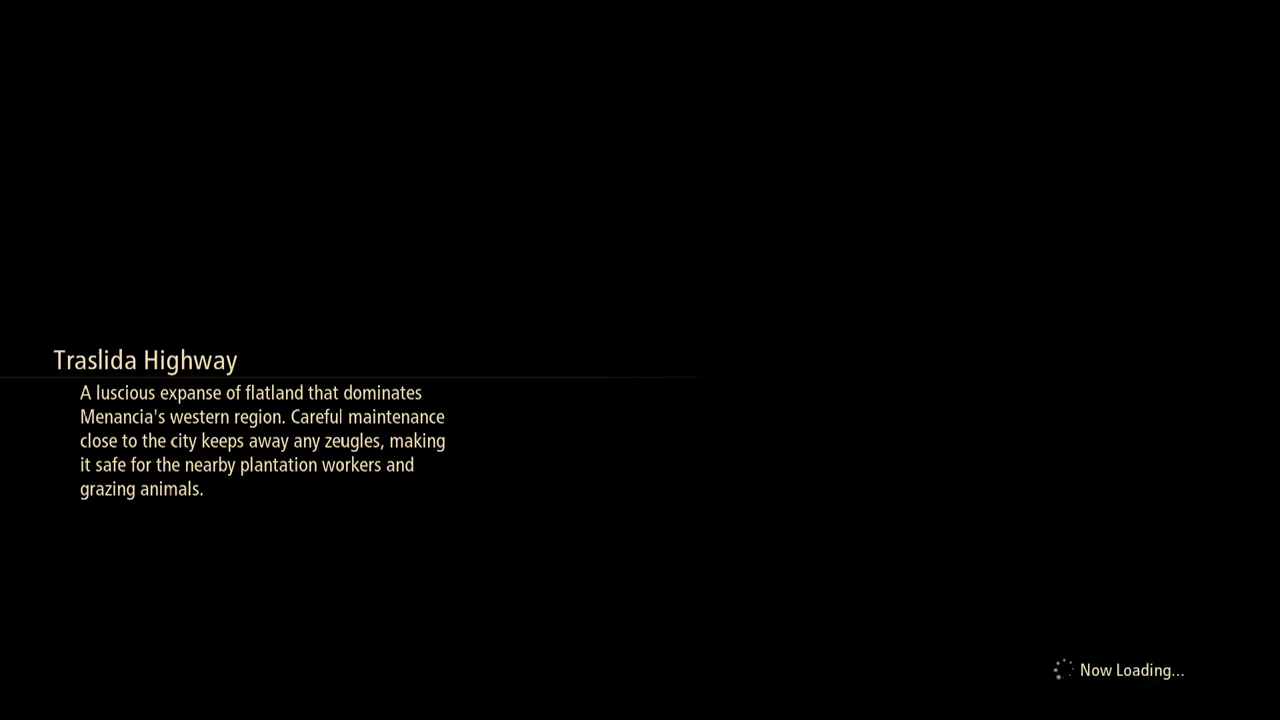 Traslida Highway
A luscious expanse of flatland that dominates
Menancia's western region. Careful maintenance
close to the city keeps away any zeugles, making
it safe for the nearby plantation workers and
grazing animals.
Now Loading...